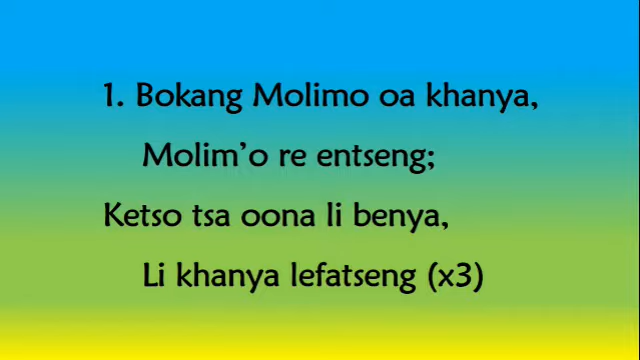 1. Bokang Molimo oa khanya,
Molim’o re entseng;
Ketso tsa oona li benya,
Li khanya lefatseng (x3)